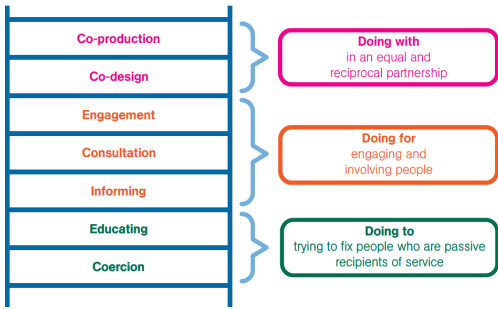 Co-production
Co-design
Engagement
Consultation
Informing
Educating
Coercion
Doing with
in an equal and
reciprocal partnership
Doing for
engaging and
involving people
Doing to
trying to fix people who are passive
recipients of service